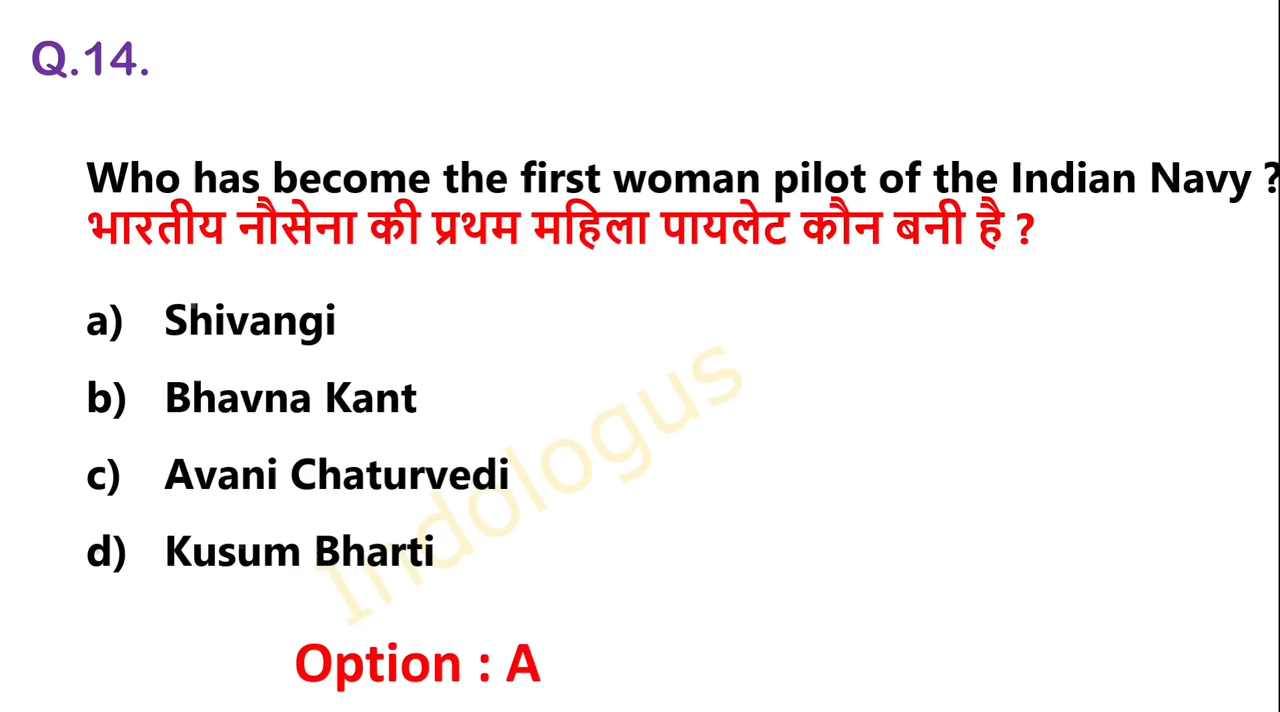 Q.14.
Who has become the first woman pilot of the Indian Navy ?
भारतीय नौसेना की प्रथम महिला पायलेट कौन बनी है ?
a) Shivangi
b) Bhavna Kant
c) Avani Chaturvedi
d) Kusum Bharti
Indologus
Option : A